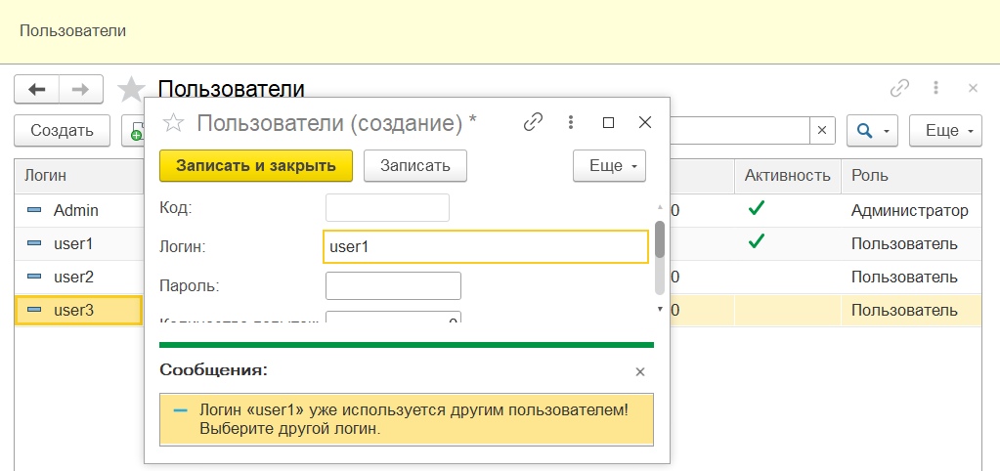 Пользователи
Пользователи
Пользователи (создание) *
Создать
Еще
Записать и закрыть
Записать
Еще
Логин
Активность
Роль
Код:
Admin
0
Администратор
Логин:
user1
user1
Пользователь
Пароль:
user2
0
Пользователь
user3
0
Пользователь
Сообщения:
Логин «user1» уже используется другим пользователем!
Выберите другой логин.